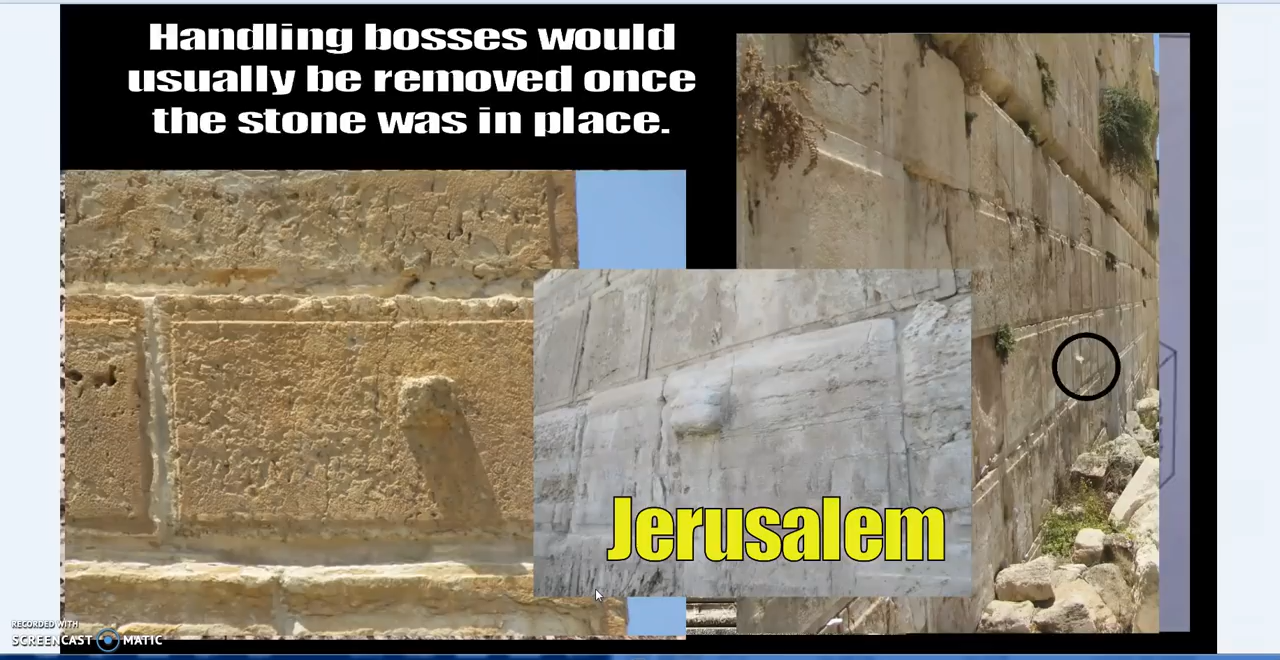 Handling bosses would
usually be removed once
the stone was in place.
Jerusalem
RECORDED WITH
SCREENCAST MATIC